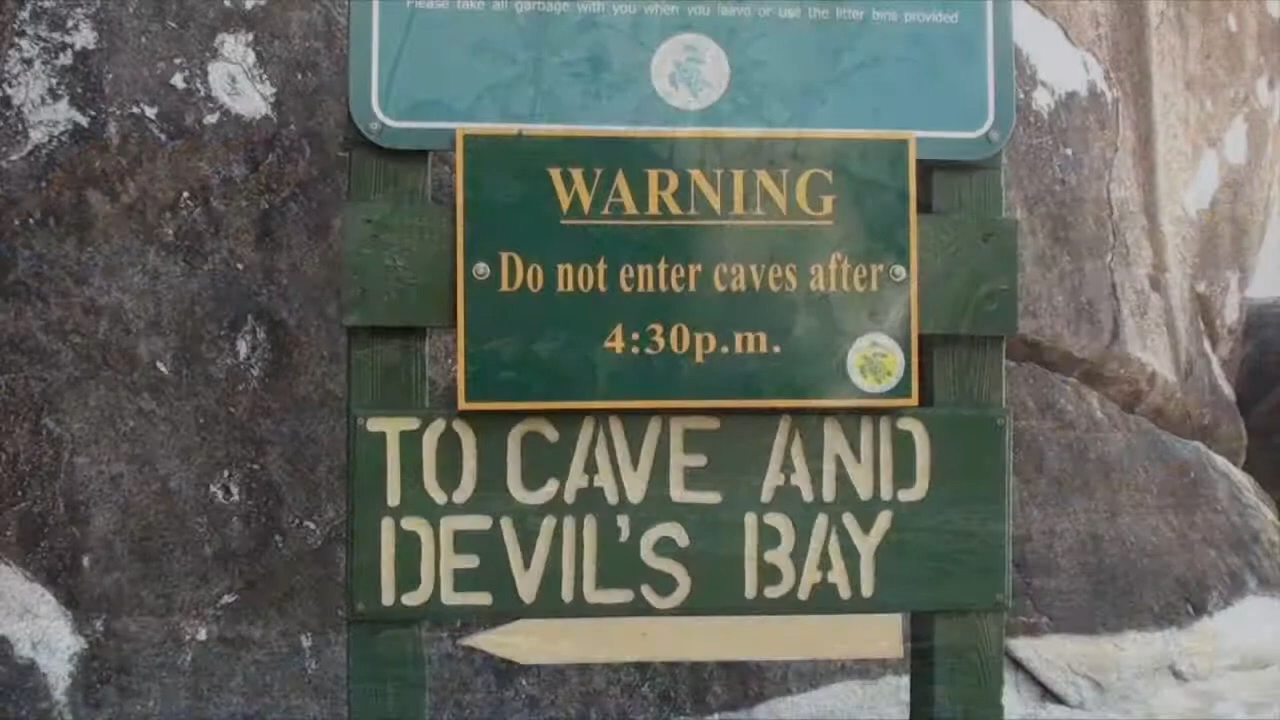 Please take all garbage with you when you leave or use the litter bins provided
WARNING
Do not enter caves after
4:30p.m.
TO CAVE AND
DEVIL'S BAY